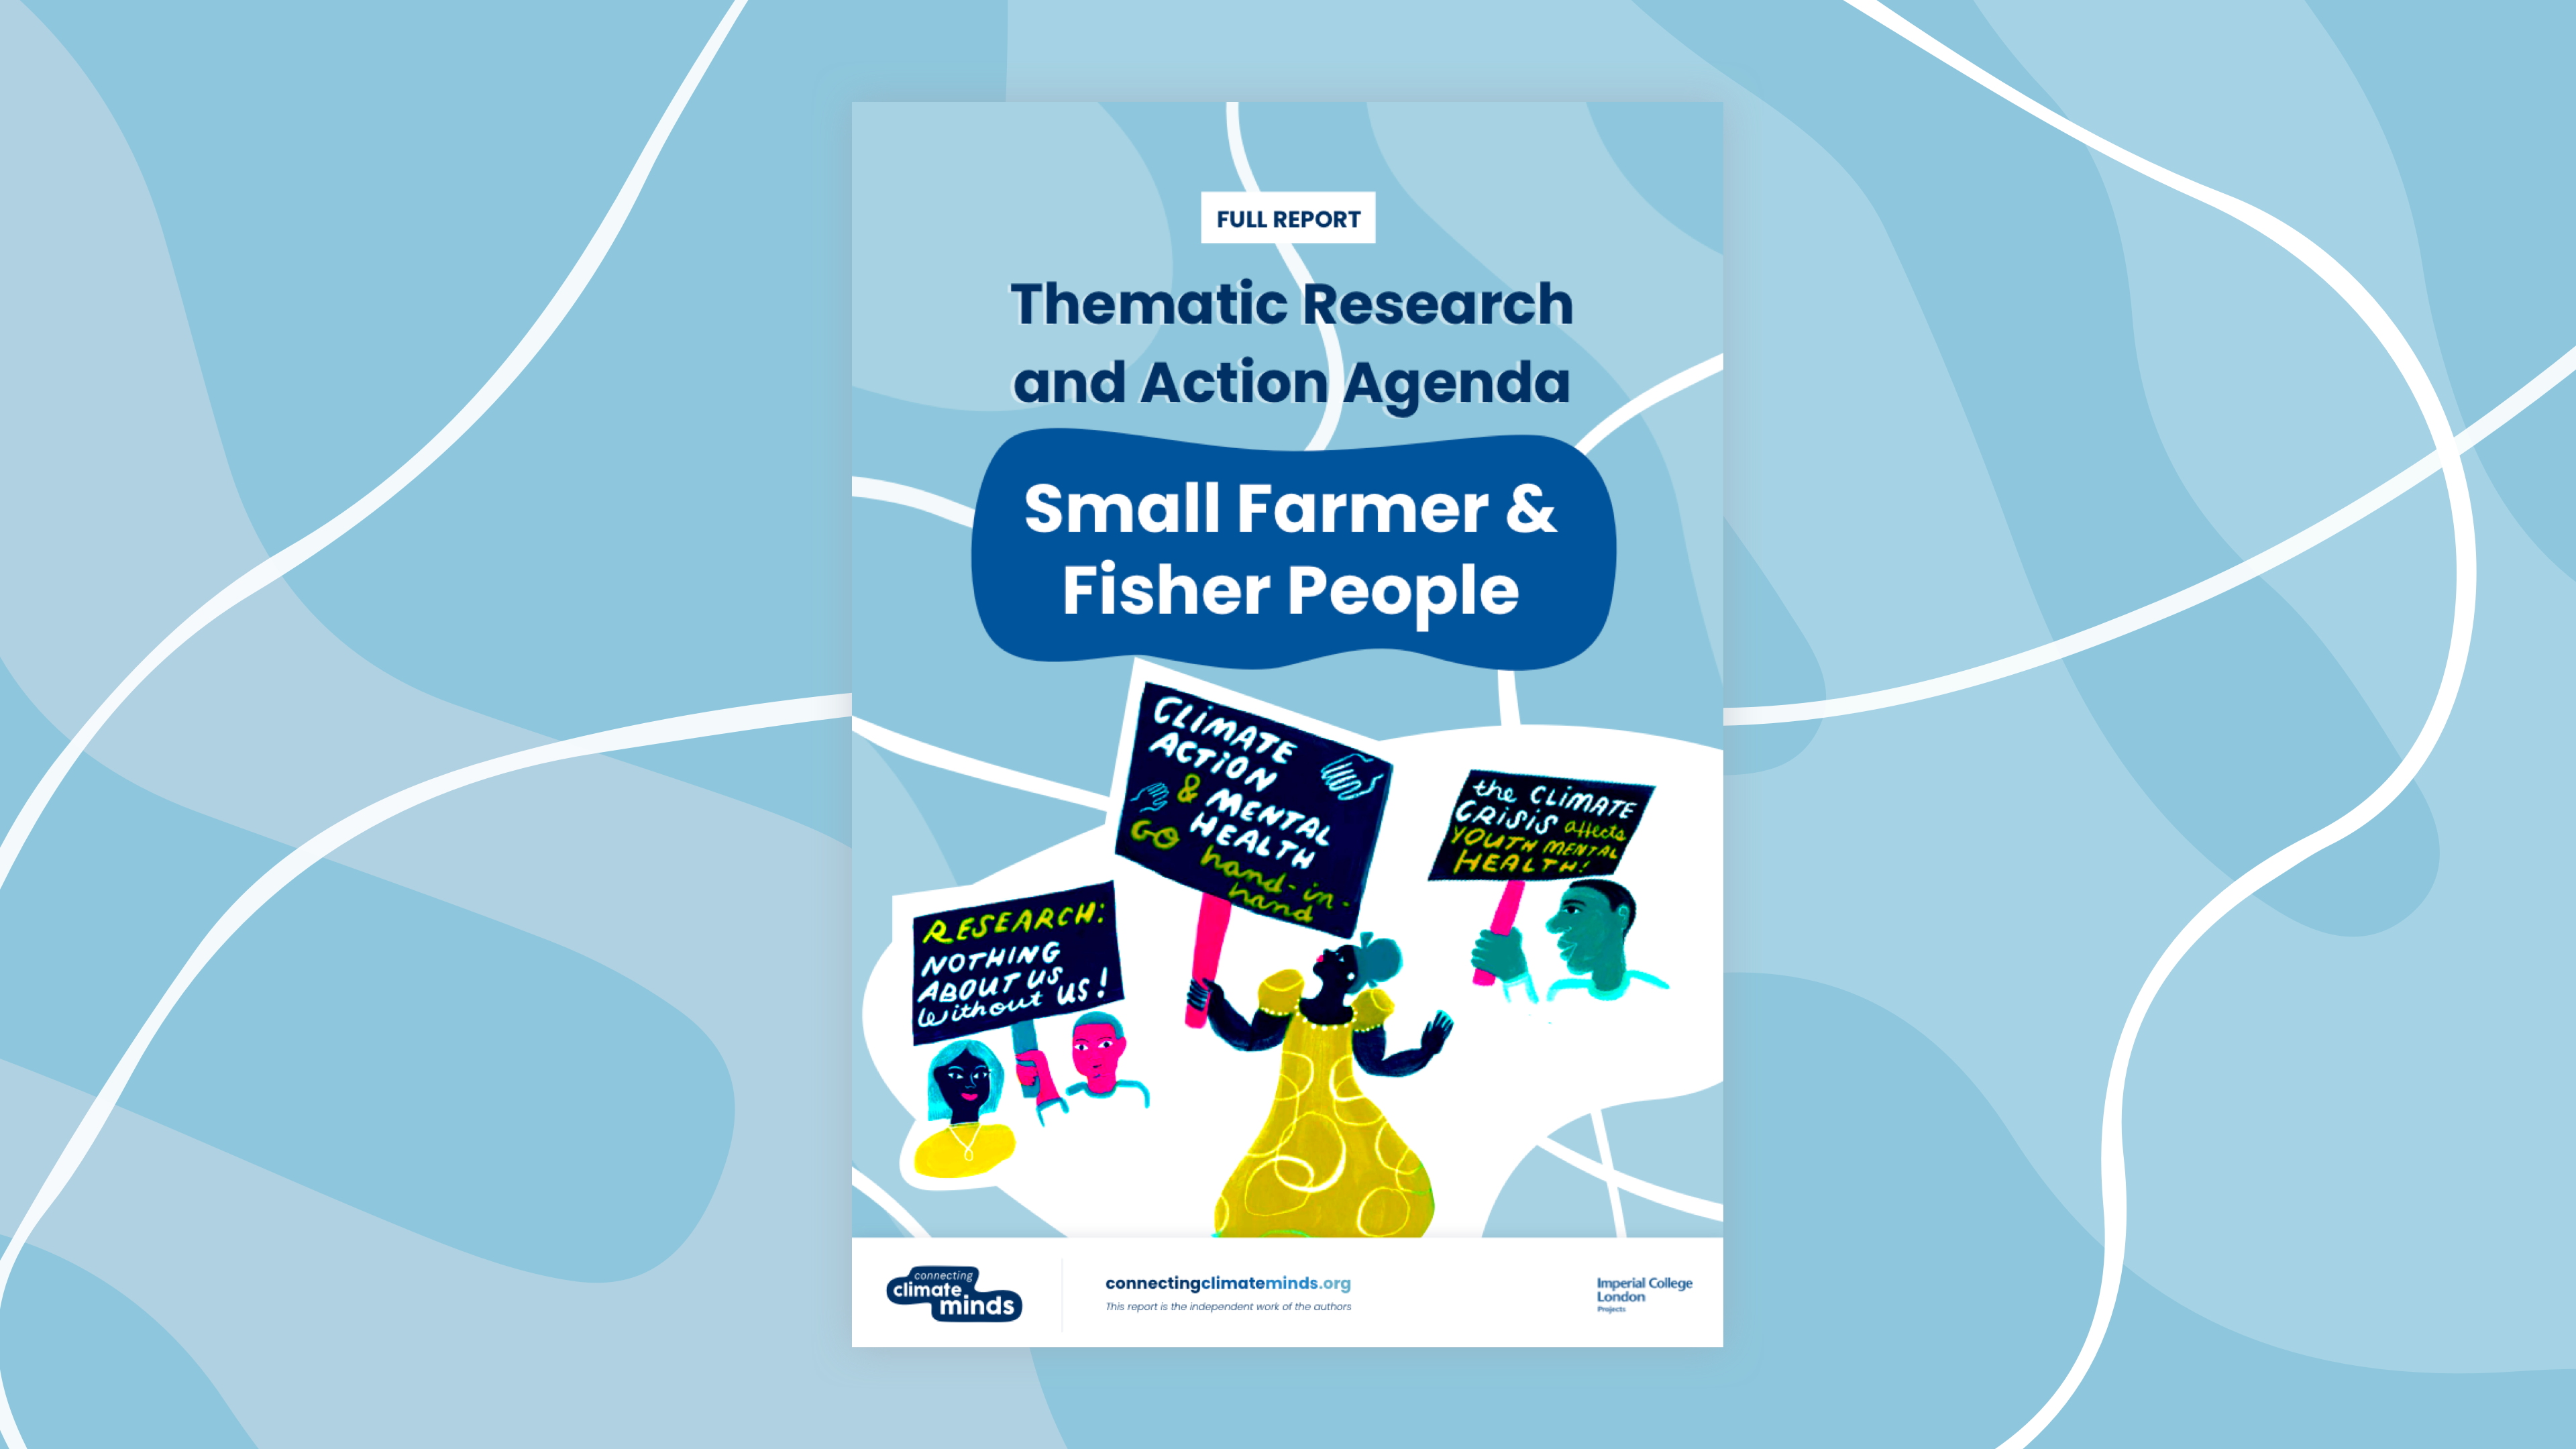 FULL REPORT
Thematic Research
and Action Agenda
Small Farmer &
Fisher People
CLIMATE
ACTION
& MENTAL
HEALTH
GO hand-in-
hand
the CLIMATE
CRISIS affects
YOUTH MENTAL
HEALTH!
RESEARCH:
NOTHING
ABOUT US
without US!
connecting
climate
minds
connectingclimateminds.org
This report is the independent work of the authors
Imperial College
London
Projects